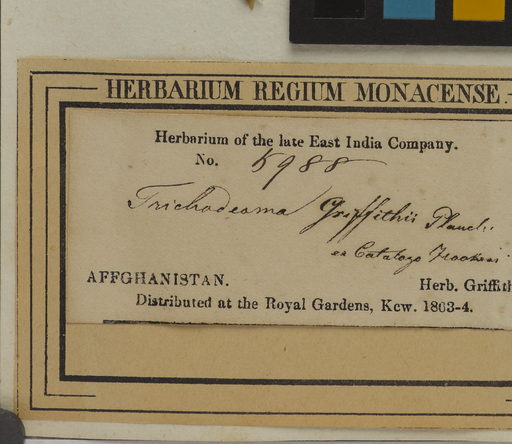 HERBARIUM REGIUM MONACENSE.
Herbarium of the late East India Company.
No. 5988
Trichodesma Griffithii Planch:
ex Catalogo Hookeri
AFFGHANISTAN.
Herb. Griffith
Distributed at the Royal Gardens, Kew. 1863-4.